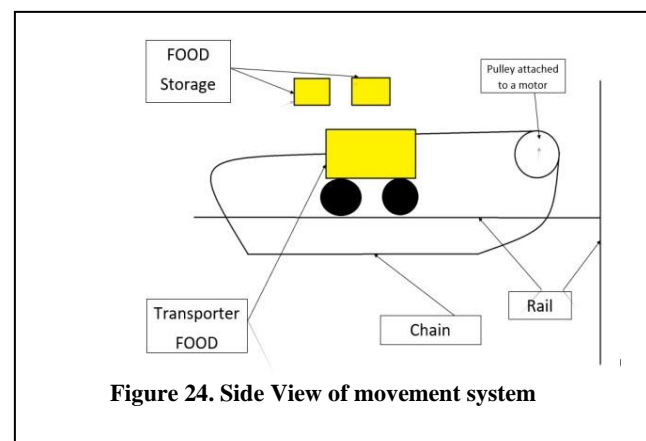 FOOD
Storage
Pulley attached
to a motor
Transporter
FOOD
Chain
Rail
Figure 24. Side View of movement system